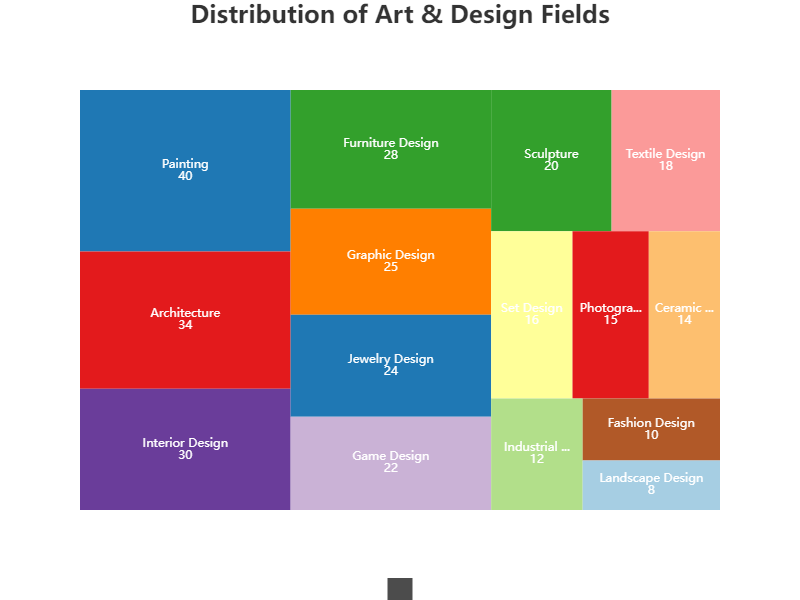 Distribution of Art & Design Fields
Painting
40
Architecture
34
Interior Design
30
Furniture Design
28
Graphic Design
25
Jewelry Design
24
Game Design
22
Sculpture
20
Textile Design
18
Set Design
16
Photogra...
15
Ceramic ...
14
Industrial ...
12
Fashion Design
10
Landscape Design
8